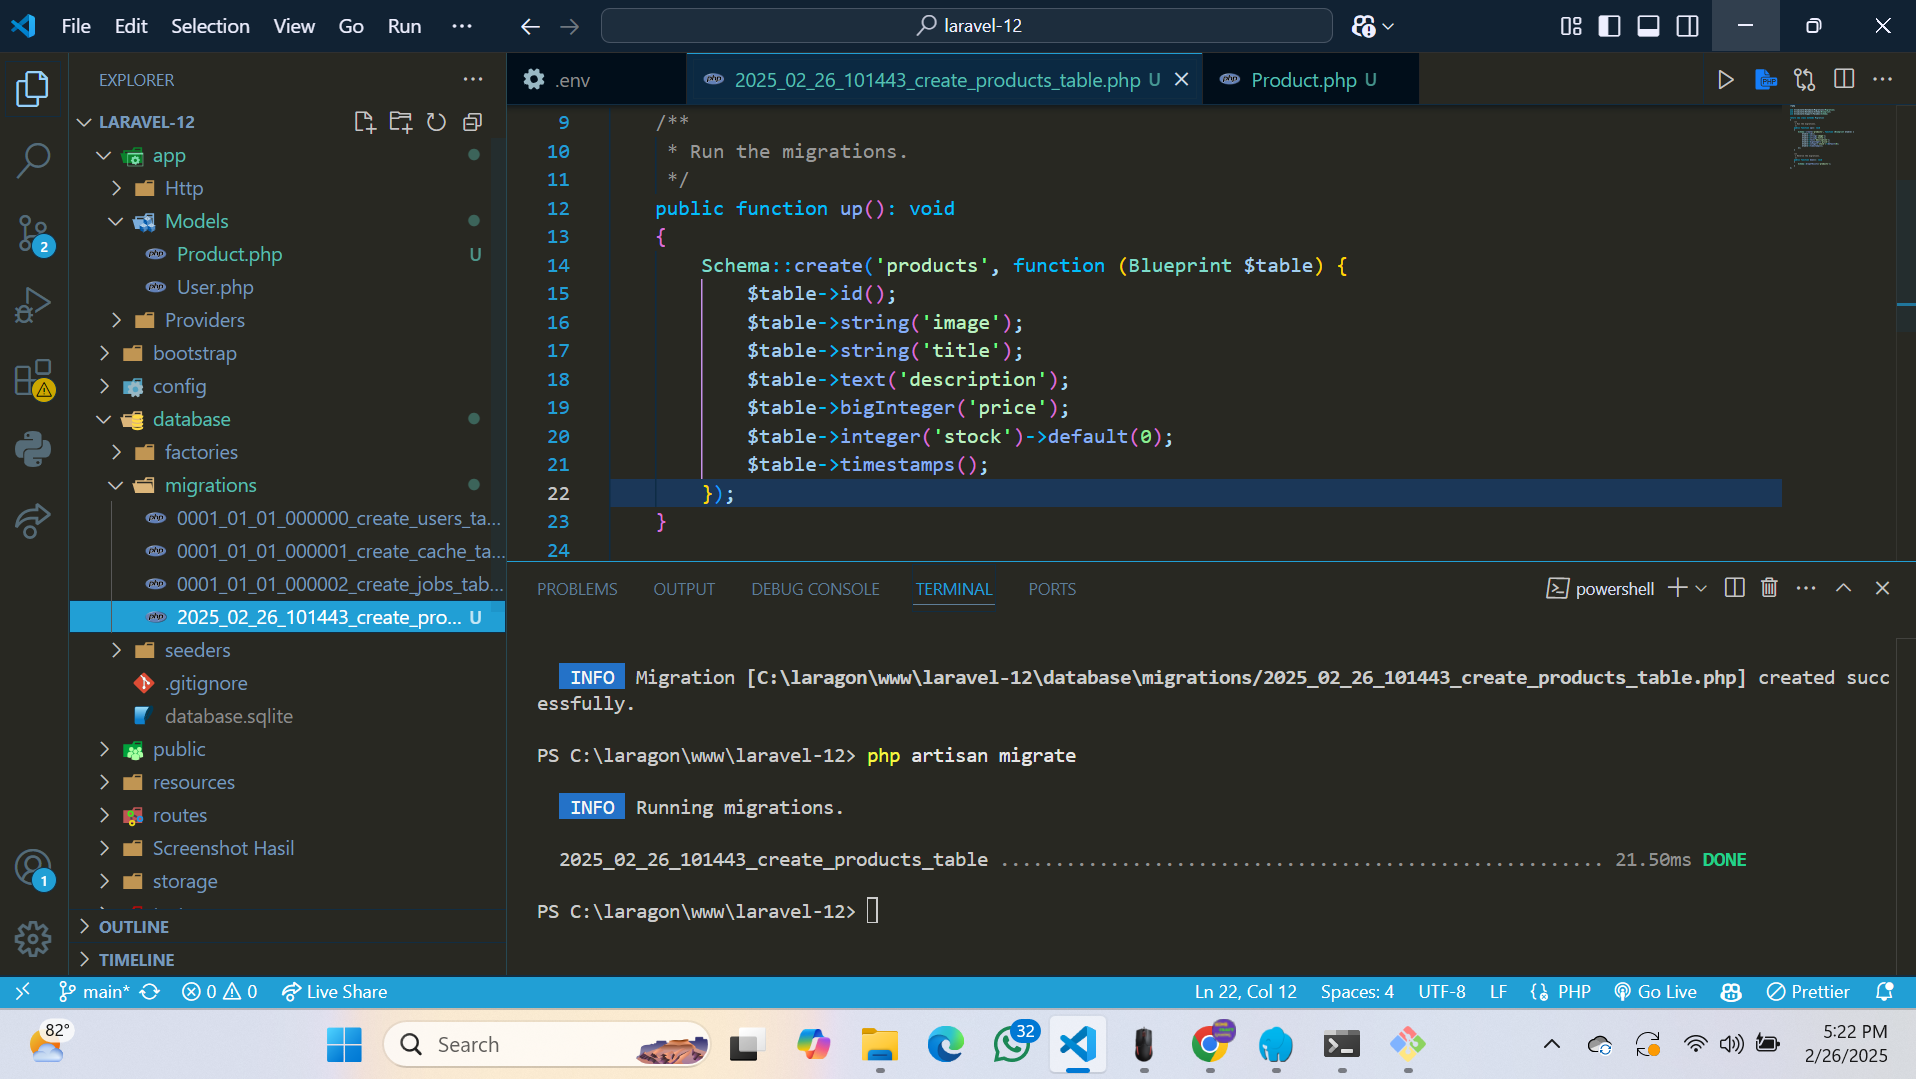 File Edit Selection View Go Run ···
laravel-12
EXPLORER
LARAVEL-12
app
Http
Models
Product.php U
User.php
Providers
bootstrap
config
database
factories
migrations
0001_01_01_000000_create_users_ta...
0001_01_01_000001_create_cache_ta...
0001_01_01_000002_create_jobs_tab...
2025_02_26_101443_create_pro... U
seeders
.gitignore
database.sqlite
public
resources
routes
Screenshot Hasil
storage
OUTLINE
TIMELINE
2
1
.env
2025_02_26_101443_create_products_table.php U
Product.php U
9 /**
10 * Run the migrations.
11 */
12 public function up(): void
13 {
14 Schema::create('products', function (Blueprint $table) {
15 $table->id();
16 $table->string('image');
17 $table->string('title');
18 $table->text('description');
19 $table->bigInteger('price');
20 $table->integer('stock')->default(0);
21 $table->timestamps();
22 });
23 }
24
PROBLEMS OUTPUT DEBUG CONSOLE TERMINAL PORTS
powershell
INFO Migration [C:\laragon\www\laravel-12\database\migrations/2025_02_26_101443_create_products_table.php] created succ
essfully.
PS C:\laragon\www\laravel-12> php artisan migrate
INFO Running migrations.
2025_02_26_101443_create_products_table ....................................................... 21.50ms DONE
PS C:\laragon\www\laravel-12>
main* 0 0 Live Share
Ln 22, Col 12 Spaces: 4 UTF-8 LF PHP Go Live Prettier
82°
Search
32
5:22 PM
2/26/2025